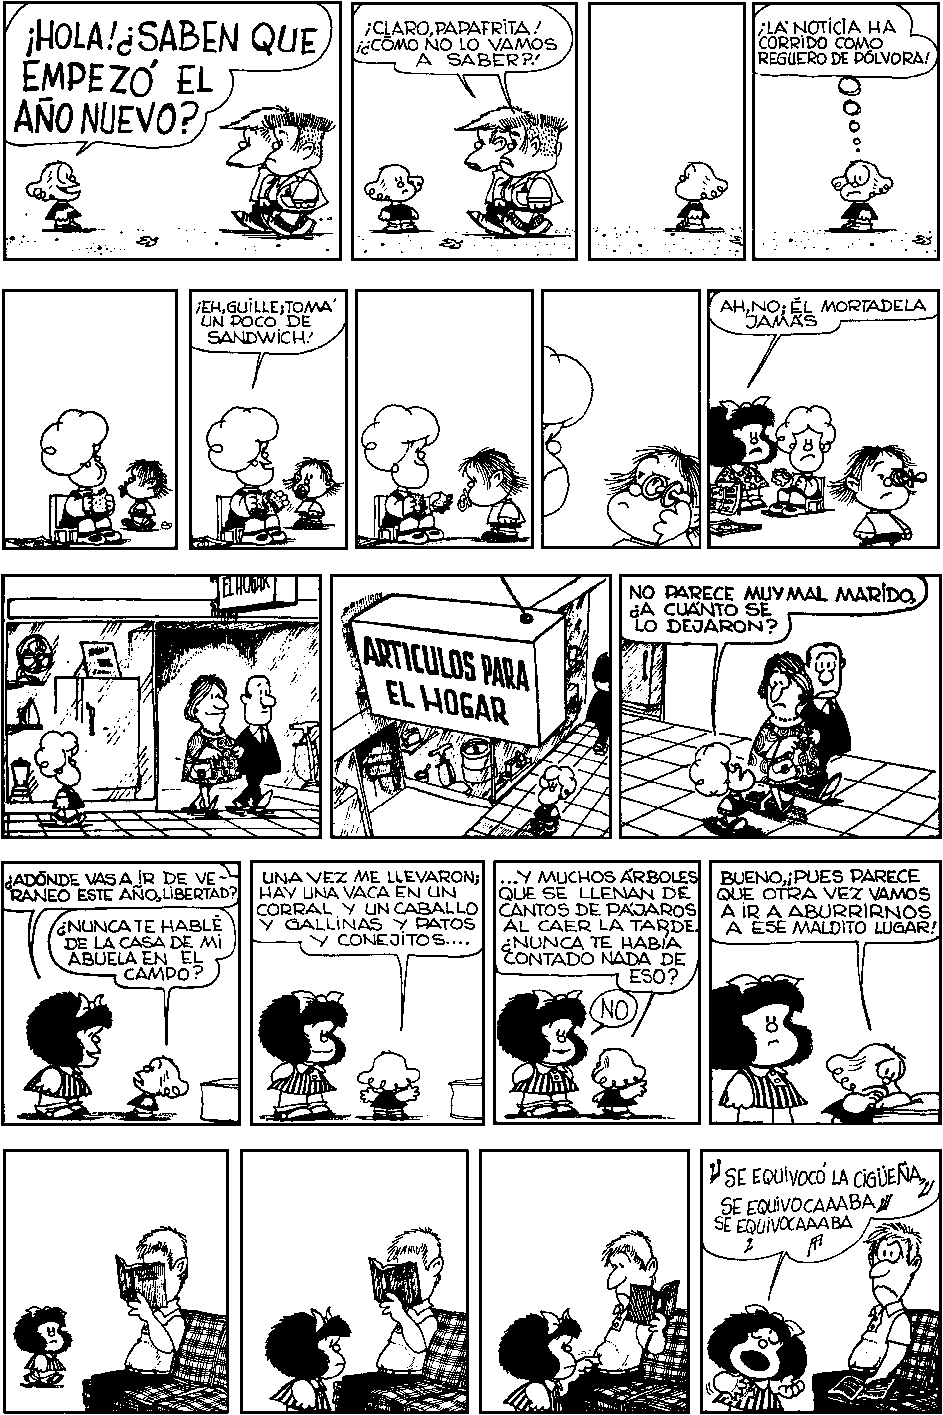 ¡HOLA! ¿SABEN QUE
EMPEZÓ EL
AÑO NUEVO?
¡CLARO, PAPAFRITA!
¿¡CÓMO NO LO VAMOS
A SABER?!
¡LA NOTICIA HA
CORRIDO COMO
REGUERO DE PÓLVORA!
¡EH, GUILLE; TOMÁ
UN POCO DE
SANDWICH!
AH, NO; ÉL MORTADELA
JAMÁS
EL HOGAR
ARTICULOS PARA
EL HOGAR
NO PARECE MUY MAL MARIDO,
¿A CUÁNTO SE
LO DEJARON?
¿ADÓNDE VAS A IR DE VE-
RANEO ESTE AÑO, LIBERTAD?
¿NUNCA TE HABLÉ
DE LA CASA DE MI
ABUELA EN EL
CAMPO?
UNA VEZ ME LLEVARON;
HAY UNA VACA EN UN
CORRAL Y UN CABALLO
Y GALLINAS Y PATOS
Y CONEJITOS....
...Y MUCHOS ÁRBOLES
QUE SE LLENAN DE
CANTOS DE PÁJAROS
AL CAER LA TARDE.
¿NUNCA TE HABÍA
CONTADO NADA DE
ESO?
NO
BUENO, ¡PUES PARECE
QUE OTRA VEZ VAMOS
A IR A ABURRIRNOS
A ESE MALDITO LUGAR!
SE EQUIVOCÓ LA CIGÜEÑA,
SE EQUIVOCAAABA
SE EQUIVOCAAABA